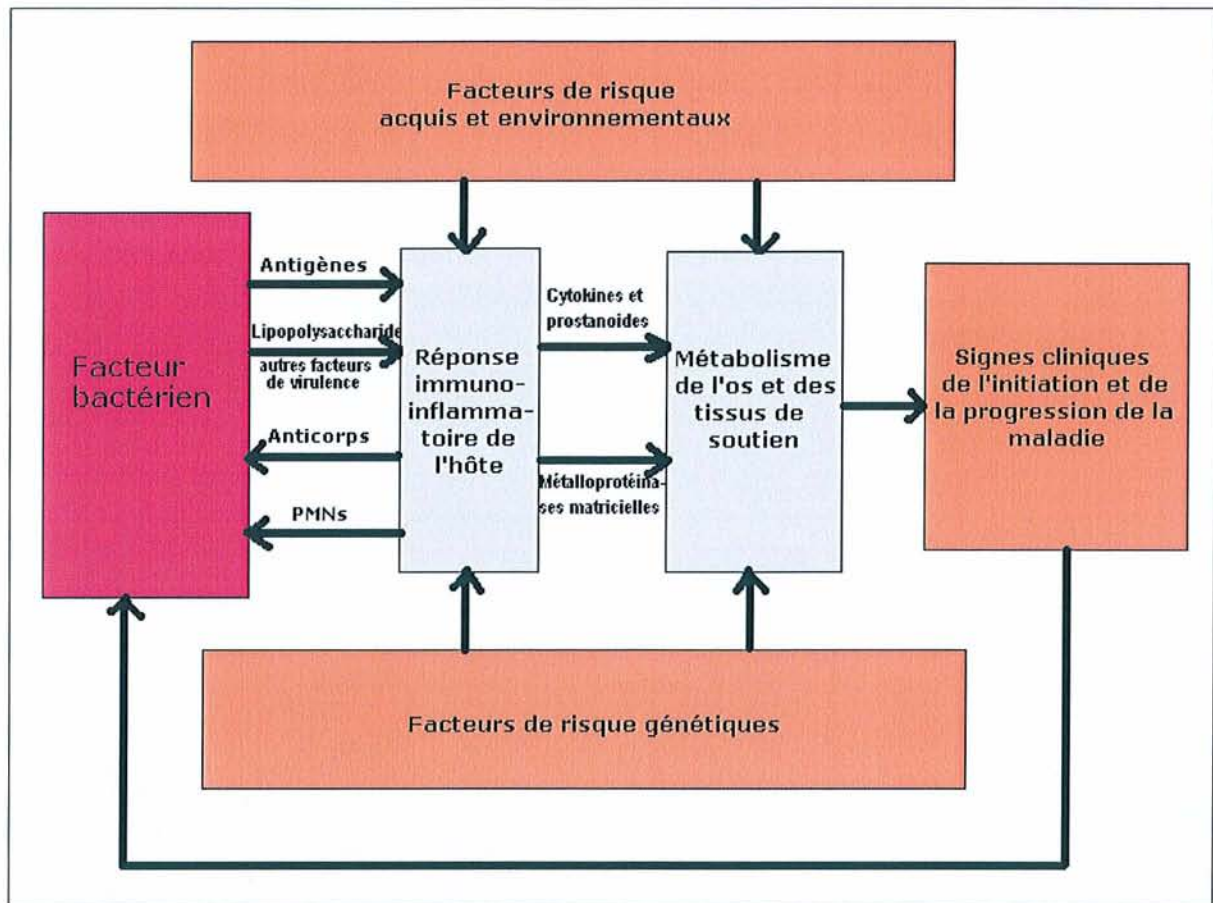 Facteurs de risque
acquis et environnementaux
Facteur
bactérien
Antigènes
Lipopolysaccharide
autres facteurs
de virulence
Anticorps
PMNs
Réponse
immuno-
inflamma-
toire de
l'hôte
Cytokines et
prostanoides
Métalloprotéina-
ses matricielles
Métabolisme
de l'os et des
tissus de
soutien
Signes cliniques
de l'initiation et de
la progression de la
maladie
Facteurs de risque génétiques